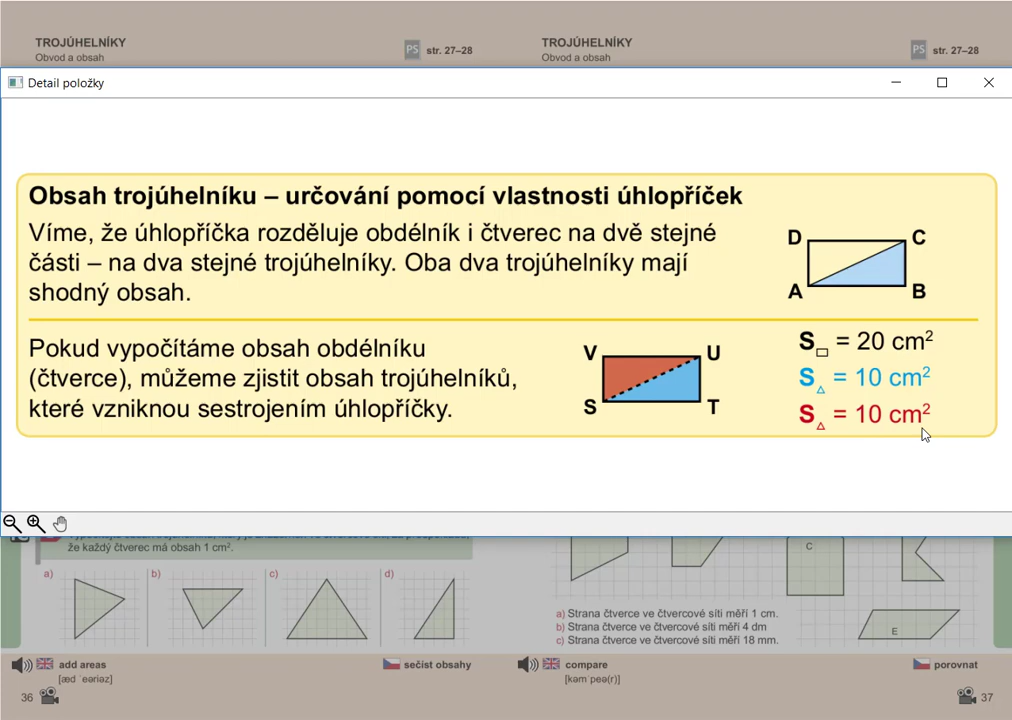 TROJÚHELNÍKY
Obvod a obsah
PS str. 27–28
TROJÚHELNÍKY
Obvod a obsah
PS str. 27–28
Detail položky
Obsah trojúhelníku – určování pomocí vlastnosti úhlopříček
Víme, že úhlopříčka rozděluje obdélník i čtverec na dvě stejné
části – na dva stejné trojúhelníky. Oba dva trojúhelníky mají
shodný obsah.
D C
A B
Pokud vypočítáme obsah obdélníku
(čtverce), můžeme zjistit obsah trojúhelníků,
které vzniknou sestrojením úhlopříčky.
V U
S T
S▭ = 20 cm²
S△ = 10 cm²
S△ = 10 cm²
že každý čtverec má obsah 1 cm².
a) b) c) d)
C
a) Strana čtverce ve čtvercové síti měří 1 cm.
b) Strana čtverce ve čtvercové síti měří 4 dm
c) Strana čtverce ve čtvercové síti měří 18 mm.
E
add areas
[æd ˈeəriəz]
sečíst obsahy
compare
[kəmˈpeə(r)]
porovnat
36
37